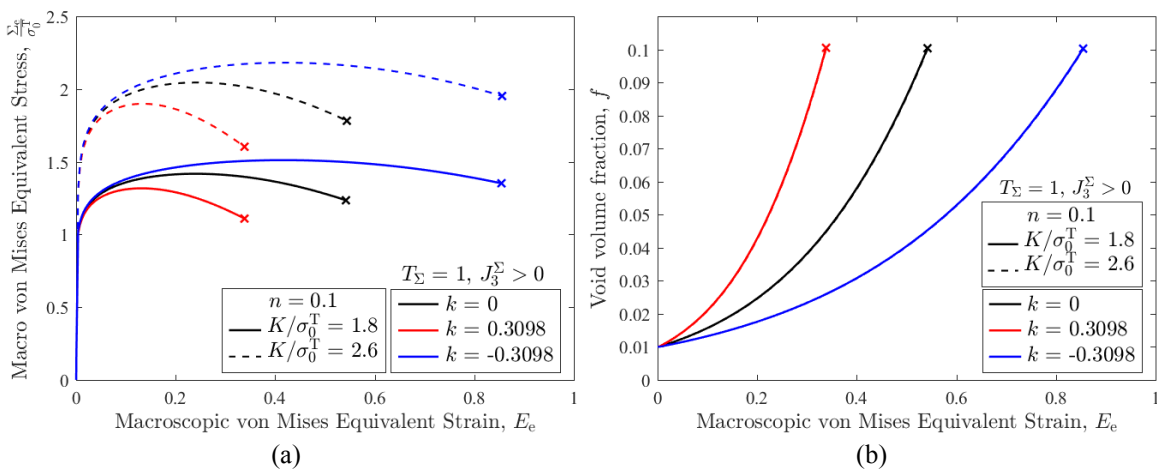 Macro von Mises Equivalent Stress, Σₑ/σ₀ᵀ
2.5
2
1.5
1
0.5
0
(a)
n = 0.1
K/σ₀ᵀ = 1.8
K/σ₀ᵀ = 2.6
T_Σ = 1, J₃^Σ > 0
k = 0
k = 0.3098
k = -0.3098
0 0.2 0.4 0.6 0.8 1
Macroscopic von Mises Equivalent Strain, Eₑ
(a)
Void volume fraction, f
0.1
0.09
0.08
0.07
0.06
0.05
0.04
0.03
0.02
0.01
0
(b)
T_Σ = 1, J₃^Σ > 0
n = 0.1
K/σ₀ᵀ = 1.8
K/σ₀ᵀ = 2.6
k = 0
k = 0.3098
k = -0.3098
0 0.2 0.4 0.6 0.8 1
Macroscopic von Mises Equivalent Strain, Eₑ
(b)